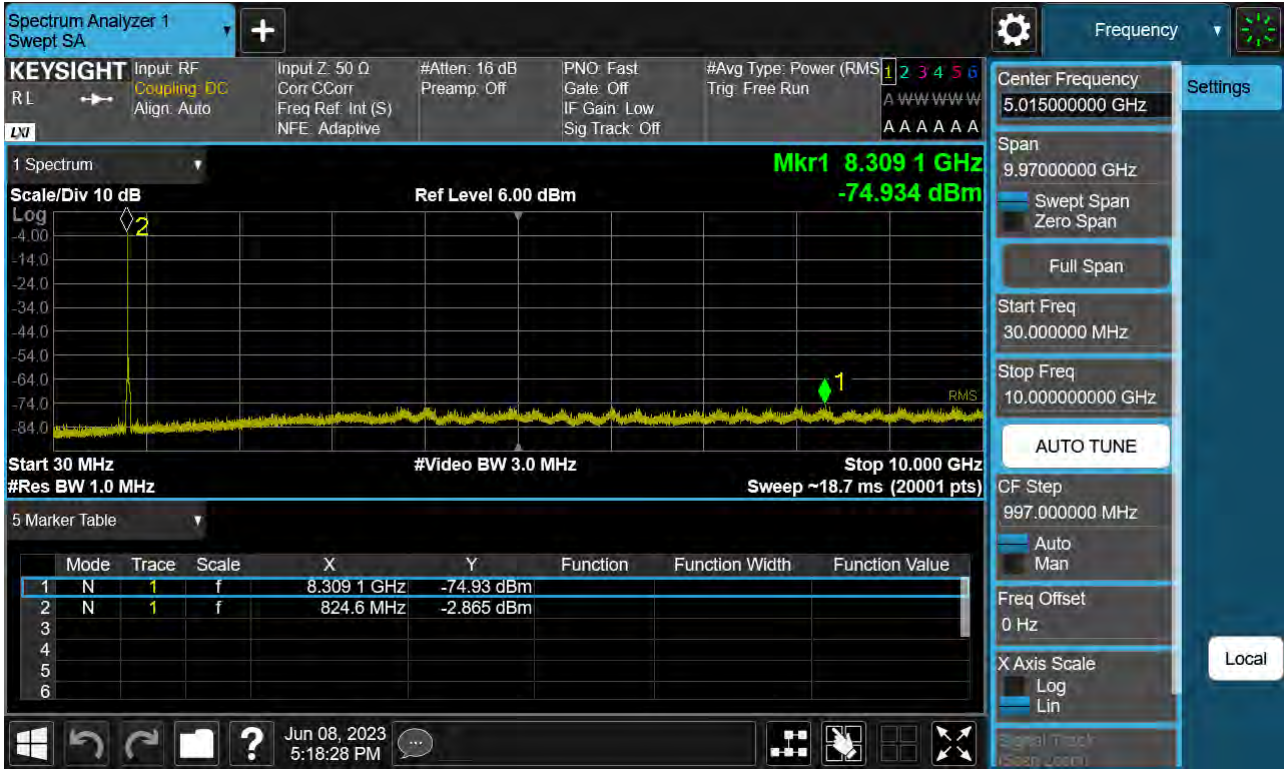 Spectrum Analyzer 1
Swept SA
Frequency
KEYSIGHT
RL
LXI
Input: RF
Coupling: DC
Align: Auto
Input Z: 50 Ω
Corr CCorr
Freq Ref: Int (S)
NFE: Adaptive
#Atten: 16 dB
Preamp: Off
PNO: Fast
Gate: Off
IF Gain: Low
Sig Track: Off
#Avg Type: Power (RMS
Trig: Free Run
1 2 3 4 5 6
A W W W W W
A A A A A A
1 Spectrum
Scale/Div 10 dB
Ref Level 6.00 dBm
Mkr1 8.309 1 GHz
-74.934 dBm
Log
-4.00
-14.0
-24.0
-34.0
-44.0
-54.0
-64.0
-74.0
-84.0
2
1
RMS
Start 30 MHz
#Video BW 3.0 MHz
Stop 10.000 GHz
#Res BW 1.0 MHz
Sweep ~18.7 ms (20001 pts)
5 Marker Table
Mode Trace Scale X Y Function Function Width Function Value
1 N 1 f 8.309 1 GHz -74.93 dBm
2 N 1 f 824.6 MHz -2.865 dBm
3
4
5
6
Jun 08, 2023
5:18:28 PM
Center Frequency
5.015000000 GHz
Settings
Span
9.97000000 GHz
Swept Span
Zero Span
Full Span
Start Freq
30.000000 MHz
Stop Freq
10.000000000 GHz
AUTO TUNE
CF Step
997.000000 MHz
Auto
Man
Freq Offset
0 Hz
X Axis Scale
Log
Lin
Local
Signal Track
(Span Zoom)